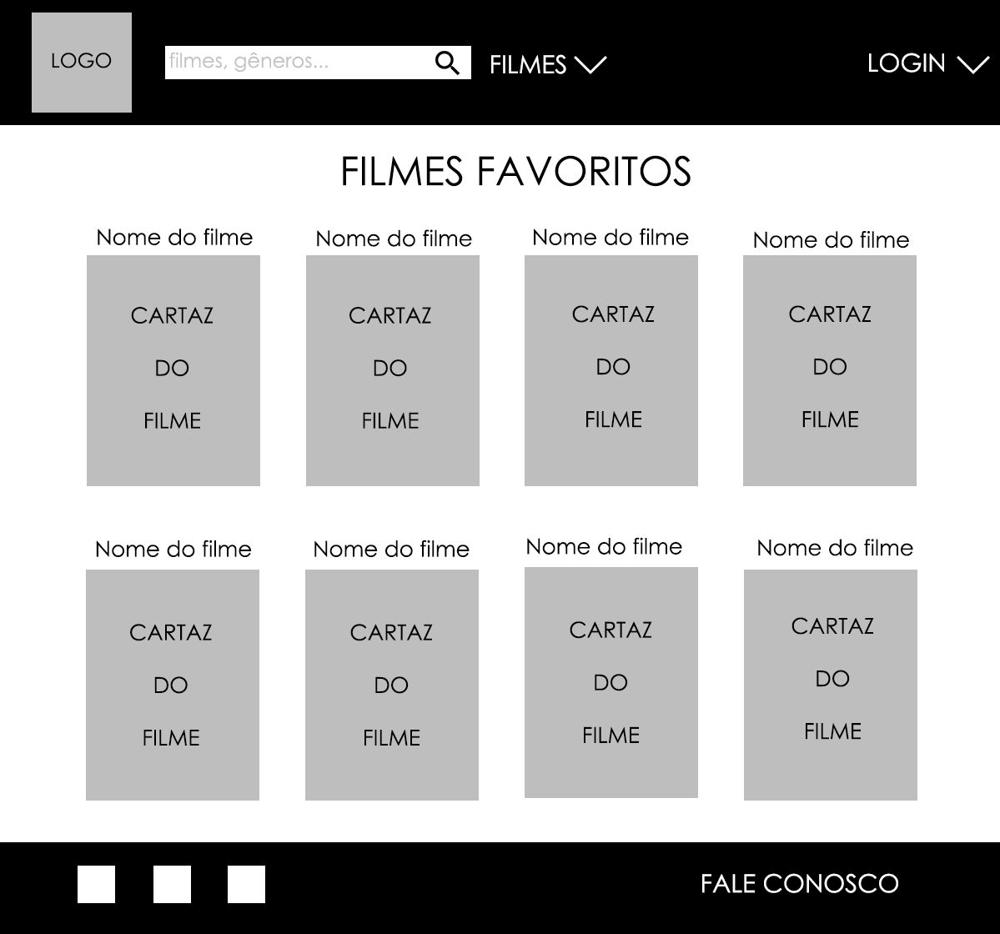 LOGO
filmes, gêneros...
FILMES
LOGIN
FILMES FAVORITOS
Nome do filme
CARTAZ
DO
FILME
Nome do filme
CARTAZ
DO
FILME
Nome do filme
CARTAZ
DO
FILME
Nome do filme
CARTAZ
DO
FILME
Nome do filme
CARTAZ
DO
FILME
Nome do filme
CARTAZ
DO
FILME
Nome do filme
CARTAZ
DO
FILME
Nome do filme
CARTAZ
DO
FILME
FALE CONOSCO